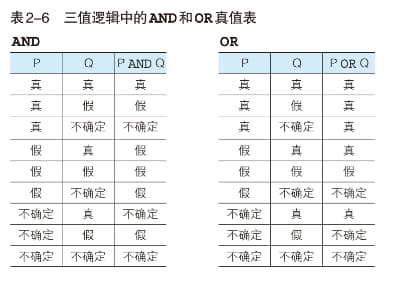 表2-6 三值逻辑中的AND和OR真值表
AND
P Q P AND Q
真 真 真
真 假 假
真 不确定 不确定
假 真 假
假 假 假
假 不确定 假
不确定 真 不确定
不确定 假 假
不确定 不确定 不确定
OR
P Q P OR Q
真 真 真
真 假 真
真 不确定 真
假 真 真
假 假 假
假 不确定 不确定
不确定 真 真
不确定 假 不确定
不确定 不确定 不确定